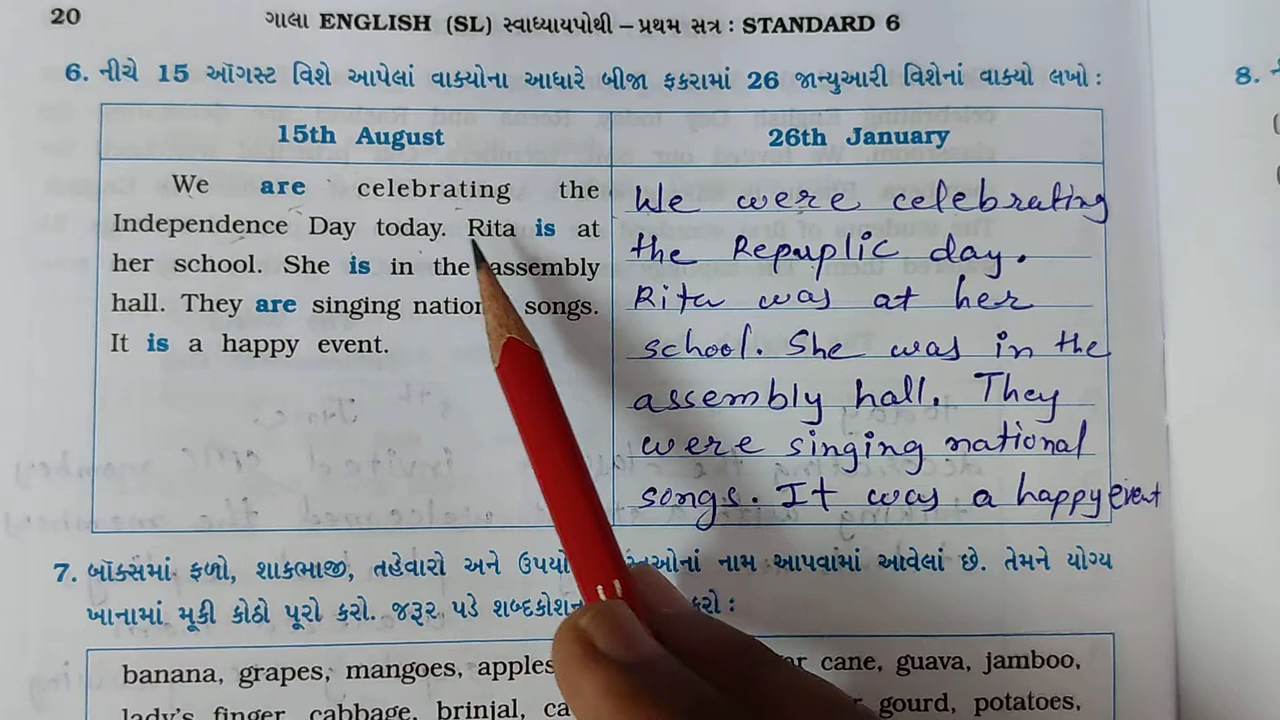 20
ગાલા ENGLISH (SL) સ્વાધ્યાયપોથી – પ્રથમ સત્ર : STANDARD 6
6. નીચે 15 ઑગસ્ટ વિશે આપેલાં વાક્યોના આધારે બીજા ફકરામાં 26 જાન્યુઆરી વિશેનાં વાક્યો લખો :
8.
15th August
We are celebrating the
Independence Day today. Rita is at
her school. She is in the assembly
hall. They are singing songs.
It is a happy event.
26th January
We were celebrating
the Repuplic day.
Rita was at her
school. She was in the
assembly hall. They
were singing national
songs. It was a happy event
7. બૉક્સમાં ફળો, શાકભાજી, તહેવારો અને નામ આપવામાં આવેલાં છે. તેમને યોગ્ય
ખાનામાં મૂકી કોઠો પૂરો કરો. જરૂર પડે
banana, grapes, mangoes, apples cane, guava, jamboo,
lady's finger, cabbage, brinjal, gourd, potatoes,